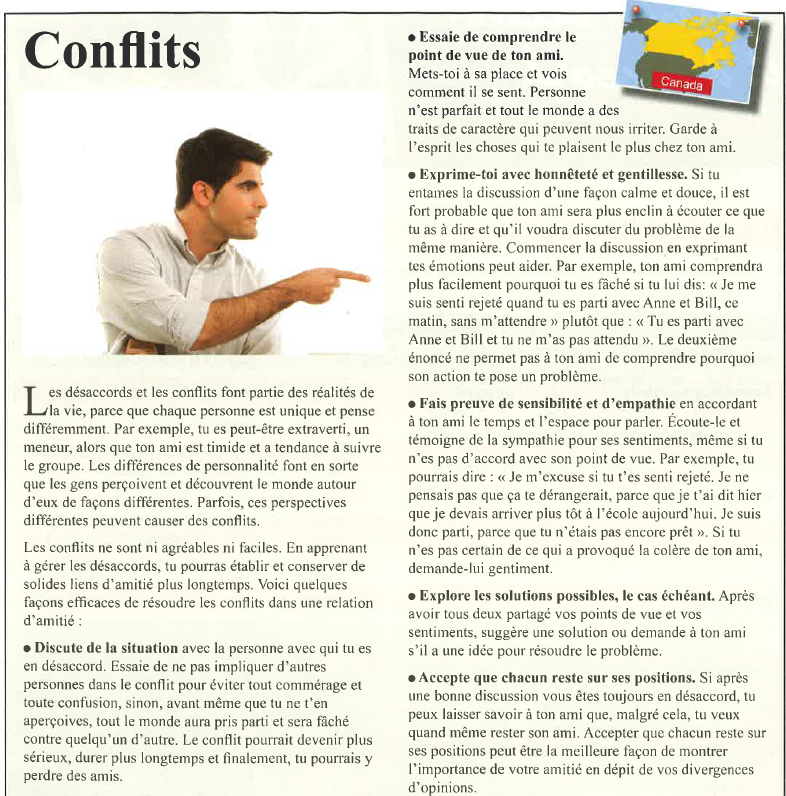 Conflits
Les désaccords et les conflits font partie des réalités de
la vie, parce que chaque personne est unique et pense
différemment. Par exemple, tu es peut-être extraverti, un
meneur, alors que ton ami est timide et a tendance à suivre
le groupe. Les différences de personnalité font en sorte
que les gens perçoivent et découvrent le monde autour
d'eux de façons différentes. Parfois, ces perspectives
différentes peuvent causer des conflits.
Les conflits ne sont ni agréables ni faciles. En apprenant
à gérer les désaccords, tu pourras établir et conserver de
solides liens d'amitié plus longtemps. Voici quelques
façons efficaces de résoudre les conflits dans une relation
d'amitié :
● Discute de la situation avec la personne avec qui tu es
en désaccord. Essaie de ne pas impliquer d'autres
personnes dans le conflit pour éviter tout commérage et
toute confusion, sinon, avant même que tu ne t'en
aperçoives, tout le monde aura pris parti et sera fâché
contre quelqu'un d'autre. Le conflit pourrait devenir plus
sérieux, durer plus longtemps et finalement, tu pourrais y
perdre des amis.
● Essaie de comprendre le
point de vue de ton ami.
Mets-toi à sa place et vois
comment il se sent. Personne
n'est parfait et tout le monde a des
traits de caractère qui peuvent nous irriter. Garde à
l'esprit les choses qui te plaisent le plus chez ton ami.
● Exprime-toi avec honnêteté et gentillesse. Si tu
entames la discussion d'une façon calme et douce, il est
fort probable que ton ami sera plus enclin à écouter ce que
tu as à dire et qu'il voudra discuter du problème de la
même manière. Commencer la discussion en exprimant
tes émotions peut aider. Par exemple, ton ami comprendra
plus facilement pourquoi tu es fâché si tu lui dis: « Je me
suis senti rejeté quand tu es parti avec Anne et Bill, ce
matin, sans m'attendre » plutôt que : « Tu es parti avec
Anne et Bill et tu ne m'as pas attendu ». Le deuxième
énoncé ne permet pas à ton ami de comprendre pourquoi
son action te pose un problème.
● Fais preuve de sensibilité et d'empathie en accordant
à ton ami le temps et l'espace pour parler. Écoute-le et
témoigne de la sympathie pour ses sentiments, même si tu
n'es pas d'accord avec son point de vue. Par exemple, tu
pourrais dire : « Je m'excuse si tu t'es senti rejeté. Je ne
pensais pas que ça te dérangerait, parce que je t'ai dit hier
que je devais arriver plus tôt à l'école aujourd'hui. Je suis
donc parti, parce que tu n'étais pas encore prêt ». Si tu
n'es pas certain de ce qui a provoqué la colère de ton ami,
demande-lui gentiment.
● Explore les solutions possibles, le cas échéant. Après
avoir tous deux partagé vos points de vue et vos
sentiments, suggère une solution ou demande à ton ami
s'il a une idée pour résoudre le problème.
● Accepte que chacun reste sur ses positions. Si après
une bonne discussion vous êtes toujours en désaccord, tu
peux laisser savoir à ton ami que, malgré cela, tu veux
quand même rester son ami. Accepter que chacun reste sur
ses positions peut être la meilleure façon de montrer
l'importance de votre amitié en dépit de vos divergences
d'opinions.
Canada